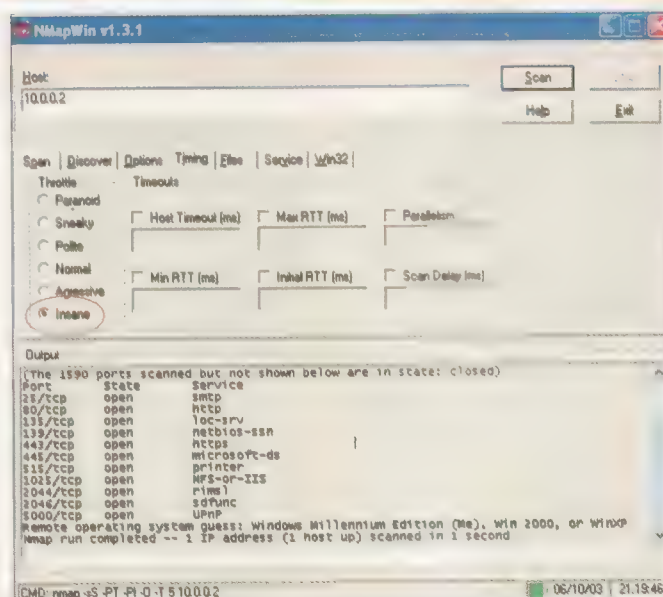 NMapWin v1.3.1
Host:
10.0.0.2
Scan
Help
Exit
Scan Discover Options Timing Files Service Win32
Throttle
Timeouts
Paranoid
Sneaky
Polite
Normal
Agressive
Insane
Host Timeout (ms)
Max RTT (ms)
Parallelism
Min RTT (ms)
Initial RTT (ms)
Scan Delay (ms)
Output
(The 1590 ports scanned but not shown below are in state: closed)
Port State Service
25/tcp open smtp
80/tcp open http
135/tcp open loc-srv
139/tcp open netbios-ssn
443/tcp open https
445/tcp open microsoft-ds
515/tcp open printer
1025/tcp open NFS-or-IIS
2044/tcp open rimsl
2046/tcp open sdfunc
5000/tcp open UPnP
Remote operating system guess: Windows Millennium Edition (Me), Win 2000, or WinXP
Nmap run completed -- 1 IP address (1 host up) scanned in 1 second
CMD: nmap -sS -PT -PI -O -T 5 10.0.0.2
06/10/03
21.19:46